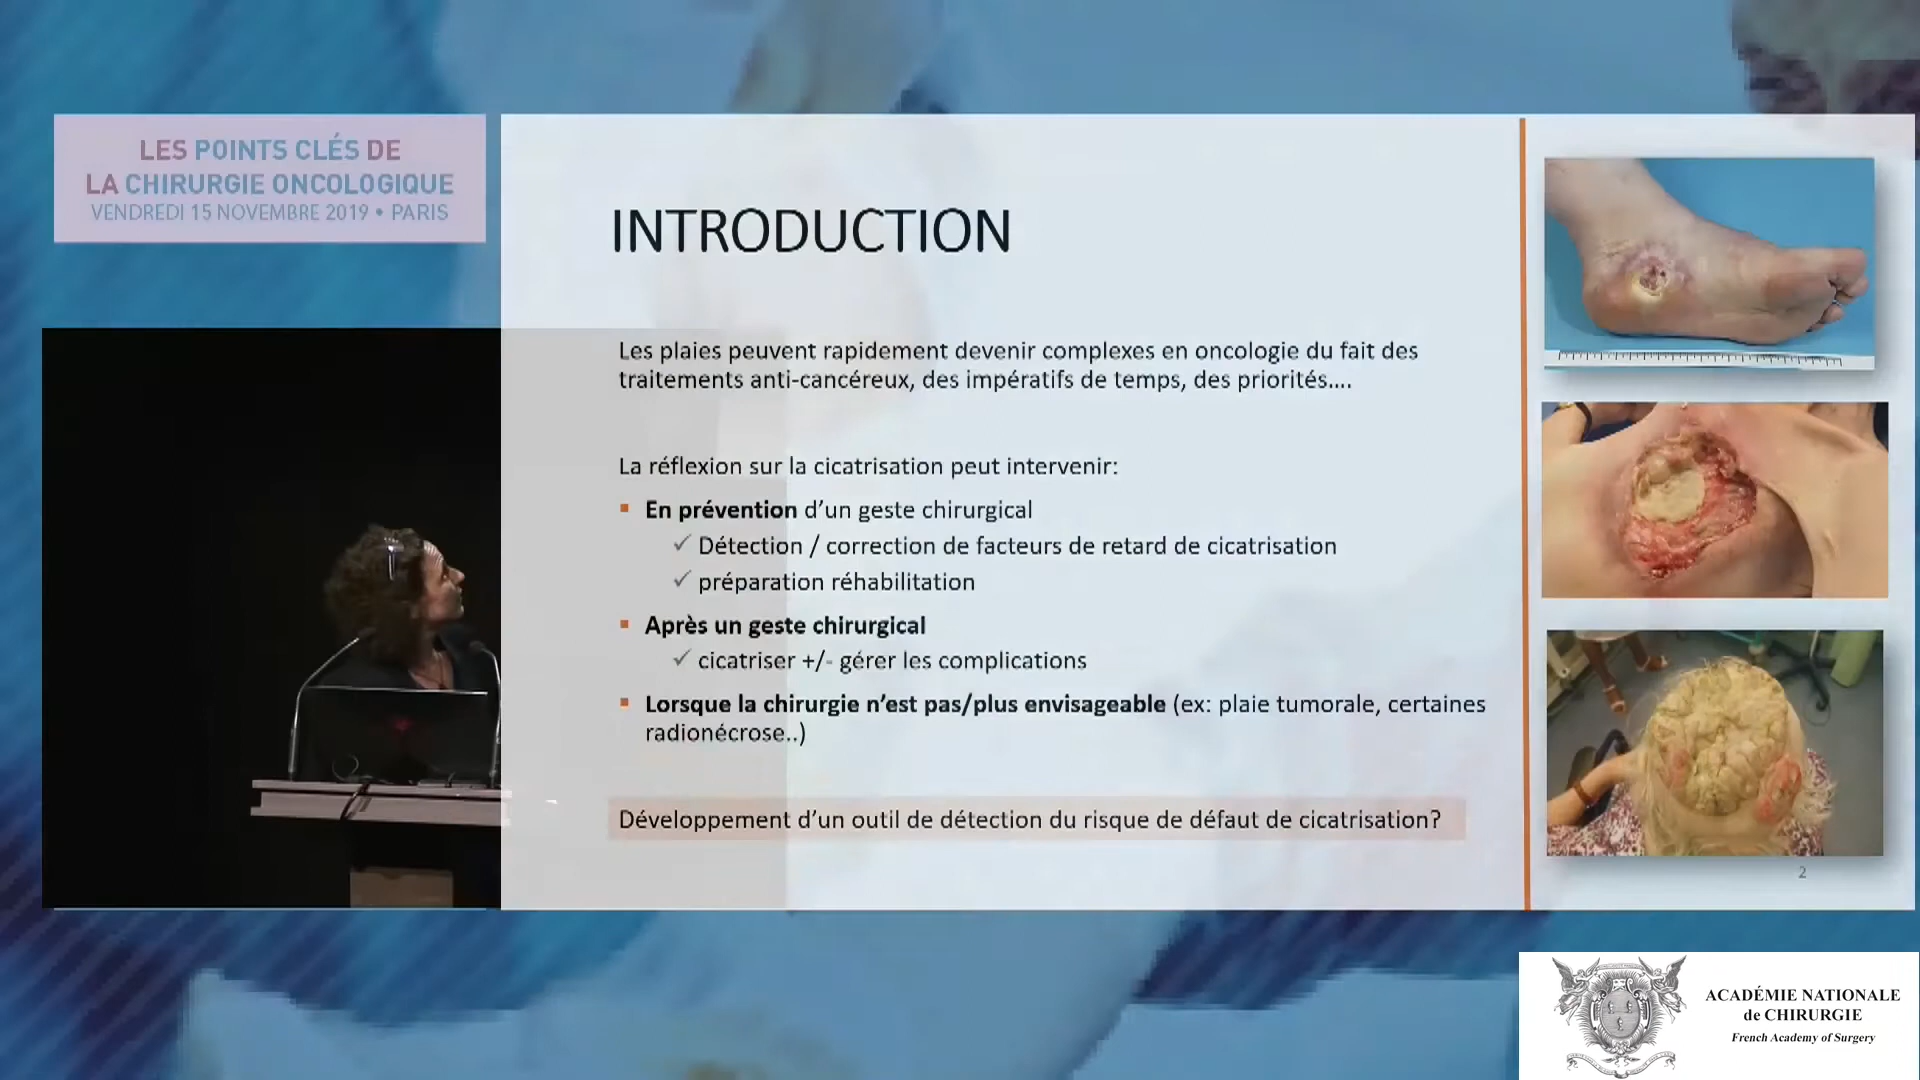 LES POINTS CLÉS DE
LA CHIRURGIE ONCOLOGIQUE
VENDREDI 15 NOVEMBRE 2019 • PARIS
INTRODUCTION
Les plaies peuvent rapidement devenir complexes en oncologie du fait des
traitements anti-cancéreux, des impératifs de temps, des priorités....
La réflexion sur la cicatrisation peut intervenir:
▪ En prévention d'un geste chirurgical
✓ Détection / correction de facteurs de retard de cicatrisation
✓ préparation réhabilitation
▪ Après un geste chirurgical
✓ cicatriser +/- gérer les complications
▪ Lorsque la chirurgie n'est pas/plus envisageable (ex: plaie tumorale, certaines
radionécrose..)
Développement d'un outil de détection du risque de défaut de cicatrisation?
2
ACADÉMIE NATIONALE
de CHIRURGIE
French Academy of Surgery